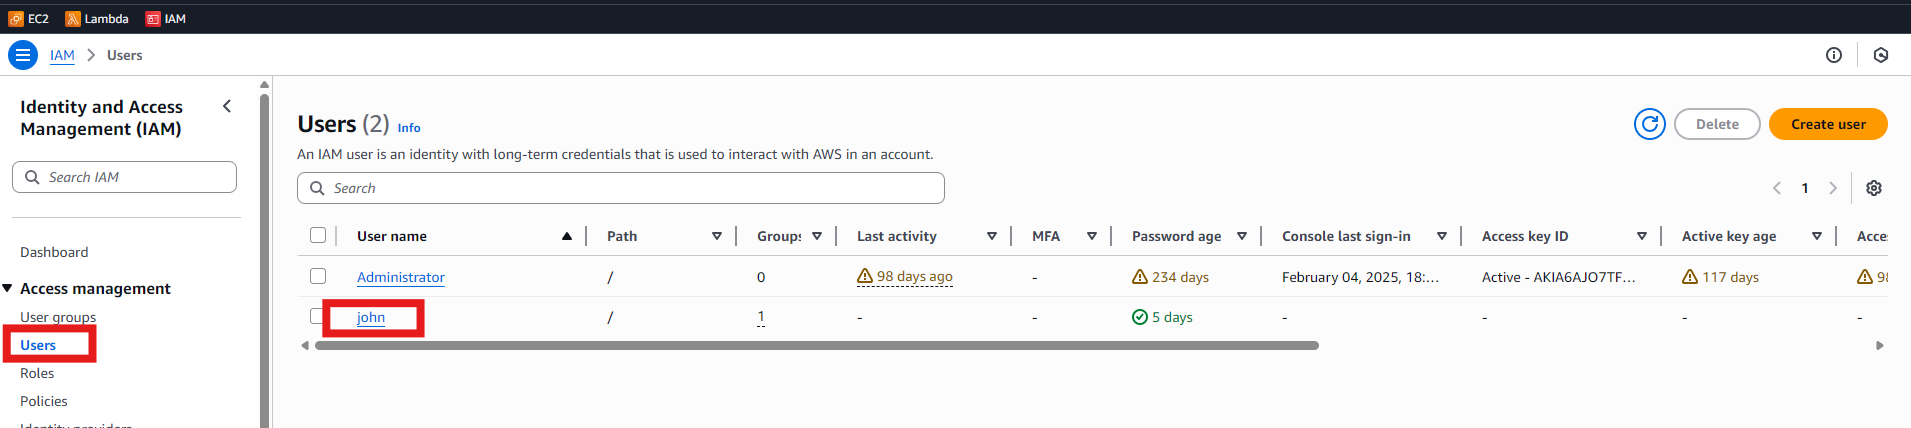 EC2 Lambda IAM
IAM > Users
Identity and Access
Management (IAM)
Search IAM
Dashboard
Access management
User groups
Users
Roles
Policies
Identity providers
Users (2) Info
Delete
Create user
An IAM user is an identity with long-term credentials that is used to interact with AWS in an account.
Search
1
User name Path Groups Last activity MFA Password age Console last sign-in Access key ID Active key age Acce
Administrator / 0 98 days ago - 234 days February 04, 2025, 18:... Active - AKIA6AJO7TF... 117 days 98
john / 1 - - 5 days - - - -